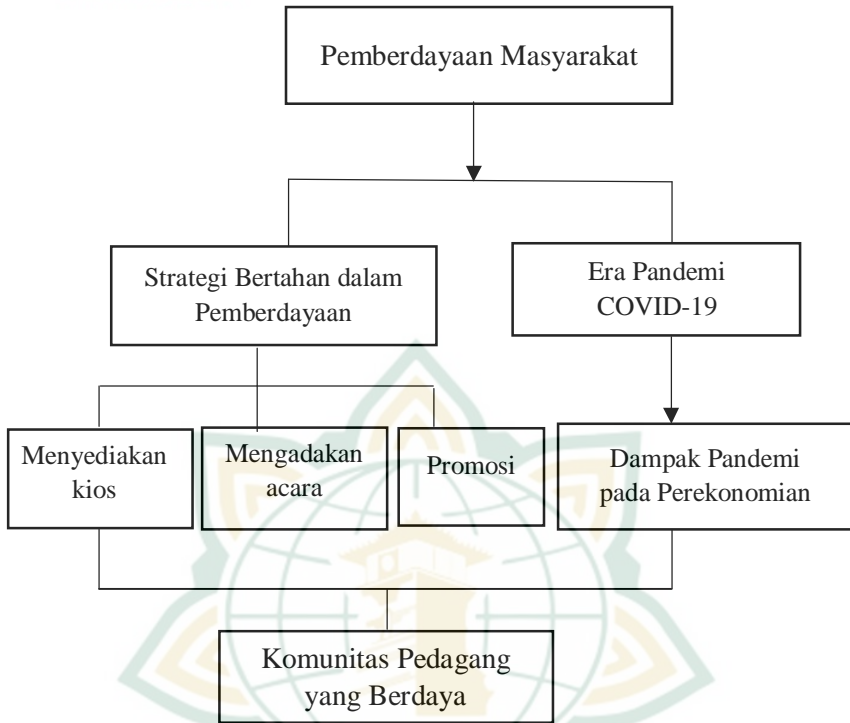 Pemberdayaan Masyarakat
Strategi Bertahan dalam
Pemberdayaan
Era Pandemi
COVID-19
Menyediakan
kios
Mengadakan
acara
Promosi
Dampak Pandemi
pada Perekonomian
Komunitas Pedagang
yang Berdaya